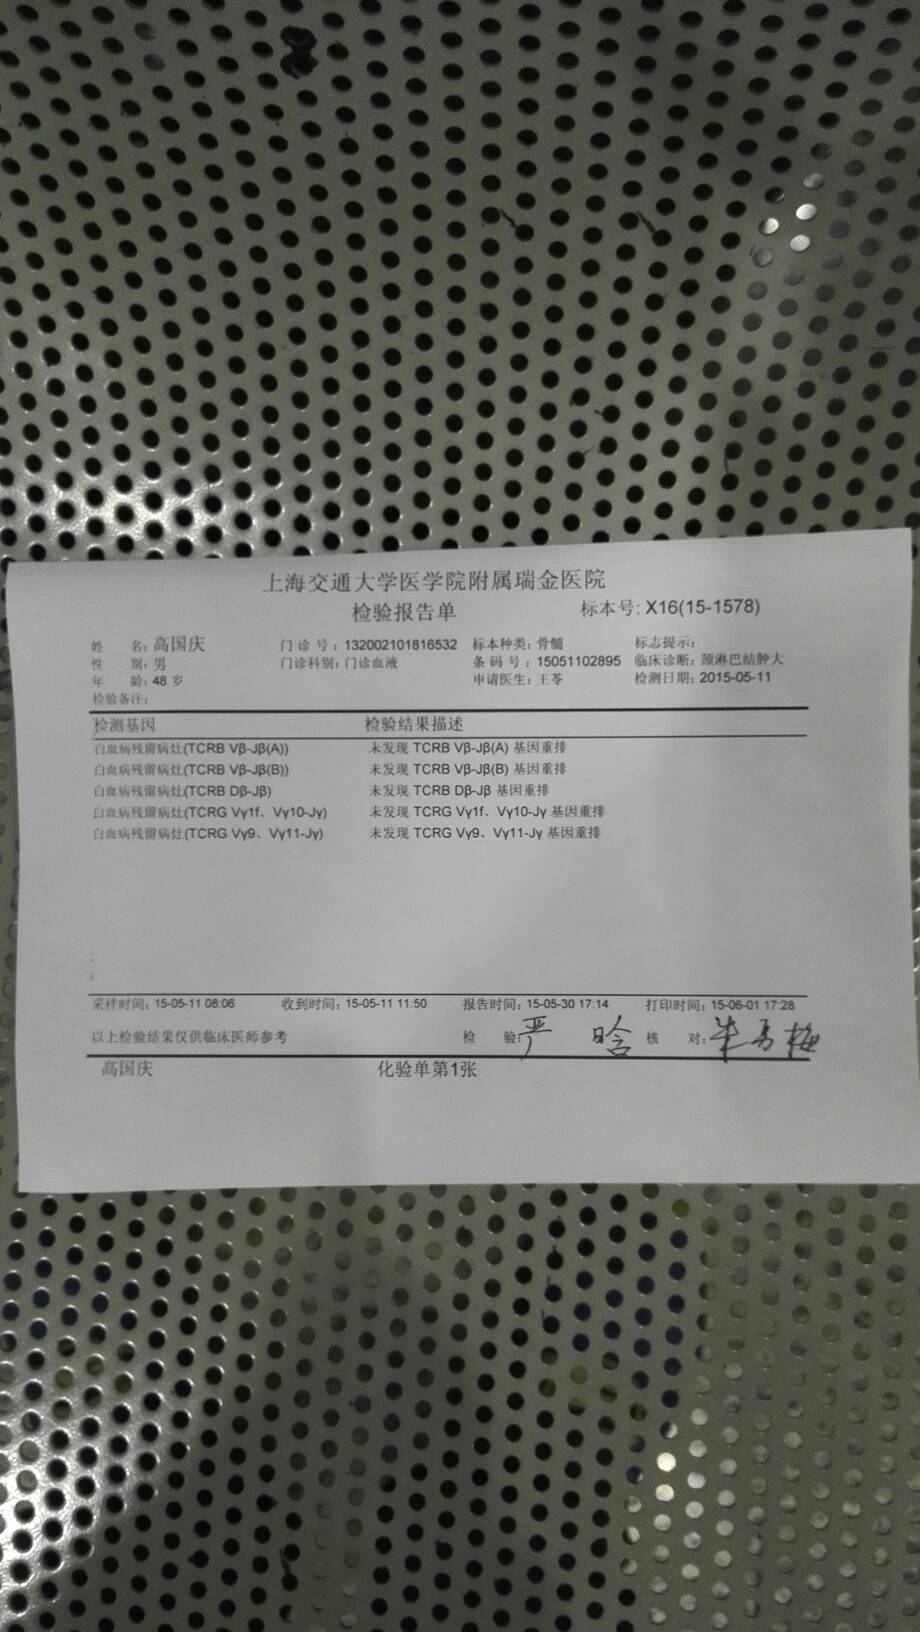 上海交通大学医学院附属瑞金医院
检验报告单 标本号: X16(15-1578)
姓 名: 高国庆 门诊号: 132002101816532 标本种类: 骨髓 标志提示:
性 别: 男 门诊科别: 门诊血液 条码号: 15051102895 临床诊断: 颈淋巴结肿大
年 龄: 48 岁 申请医生: 王苓 检测日期: 2015-05-11
检验备注:
检测基因 检验结果描述
白血病残留病灶(TCRB Vβ-Jβ(A)) 未发现 TCRB Vβ-Jβ(A) 基因重排
白血病残留病灶(TCRB Vβ-Jβ(B)) 未发现 TCRB Vβ-Jβ(B) 基因重排
白血病残留病灶(TCRB Dβ-Jβ) 未发现 TCRB Dβ-Jβ 基因重排
白血病残留病灶(TCRG Vγ1f、Vγ10-Jγ) 未发现 TCRG Vγ1f、Vγ10-Jγ 基因重排
白血病残留病灶(TCRG Vγ9、Vγ11-Jγ) 未发现 TCRG Vγ9、Vγ11-Jγ 基因重排
采样时间: 15-05-11 08:06 收到时间: 15-05-11 11:50 报告时间: 15-05-30 17:14 打印时间: 15-06-01 17:28
以上检验结果仅供临床医师参考 检 验: 严 晗 核 对:
高国庆 化验单第1张